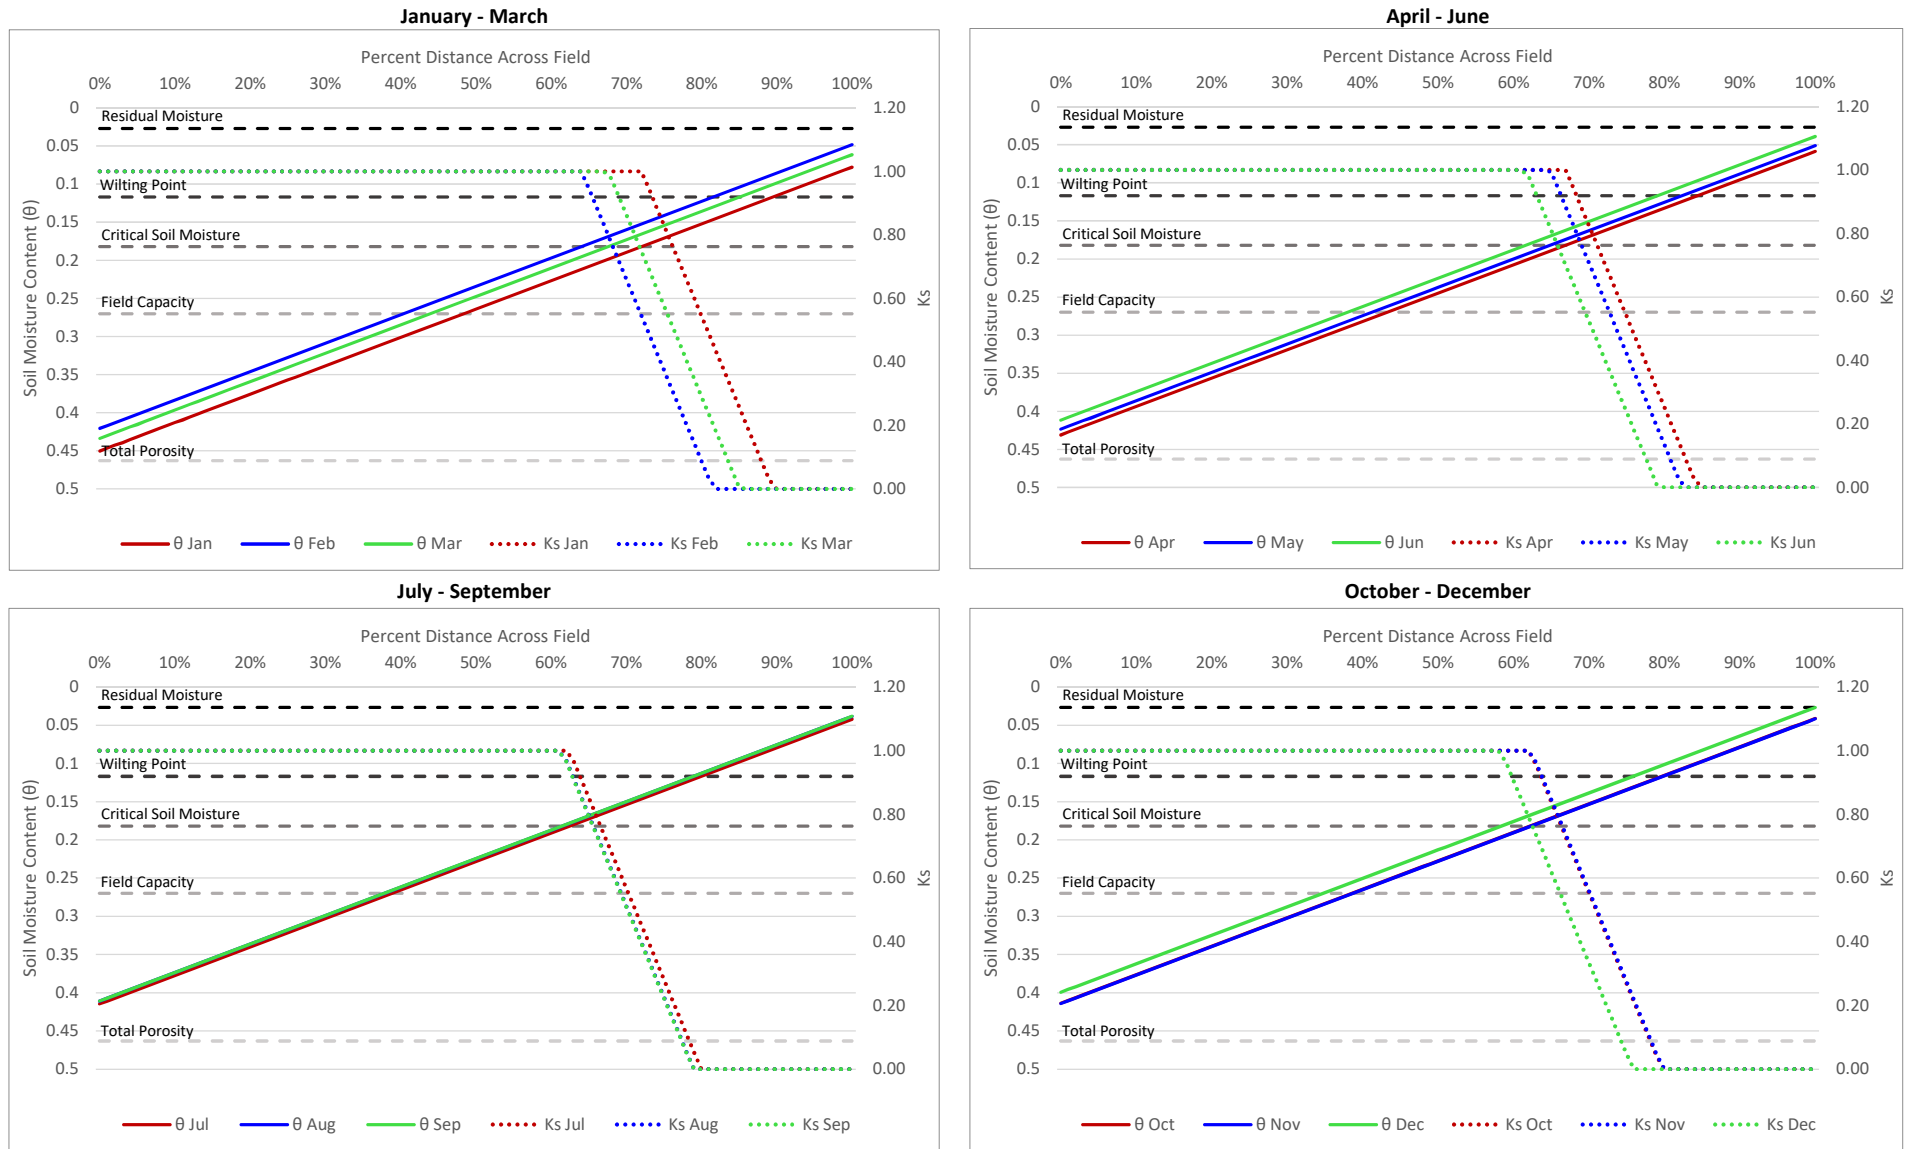 January - March
Percent Distance Across Field
0% 10% 20% 30% 40% 50% 60% 70% 80% 90% 100%
0 1.20
Residual Moisture
0.05
1.00
Wilting Point
0.1
0.15
Critical Soil Moisture
0.80
0.2
0.25
Field Capacity
0.60
0.3
0.35
0.40
0.4
0.45
Total Porosity
0.20
0.5 0.00
Soil Moisture Content (θ)
Ks
θ Jan θ Feb θ Mar Ks Jan Ks Feb Ks Mar
April - June
Percent Distance Across Field
0% 10% 20% 30% 40% 50% 60% 70% 80% 90% 100%
0 1.20
Residual Moisture
0.05
1.00
Wilting Point
0.1
0.15
Critical Soil Moisture
0.80
0.2
0.25
Field Capacity
0.60
0.3
0.35
0.40
0.4
0.45
Total Porosity
0.20
0.5 0.00
Soil Moisture Content (θ)
Ks
θ Apr θ May θ Jun Ks Apr Ks May Ks Jun
July - September
Percent Distance Across Field
0% 10% 20% 30% 40% 50% 60% 70% 80% 90% 100%
0 1.20
Residual Moisture
0.05
1.00
Wilting Point
0.1
0.15
Critical Soil Moisture
0.80
0.2
0.25
Field Capacity
0.60
0.3
0.35
0.40
0.4
0.45
Total Porosity
0.20
0.5 0.00
Soil Moisture Content (θ)
Ks
θ Jul θ Aug θ Sep Ks Jul Ks Aug Ks Sep
October - December
Percent Distance Across Field
0% 10% 20% 30% 40% 50% 60% 70% 80% 90% 100%
0 1.20
Residual Moisture
0.05
1.00
Wilting Point
0.1
0.15
Critical Soil Moisture
0.80
0.2
0.25
Field Capacity
0.60
0.3
0.35
0.40
0.4
0.45
Total Porosity
0.20
0.5 0.00
Soil Moisture Content (θ)
Ks
θ Oct θ Nov θ Dec Ks Oct Ks Nov Ks Dec